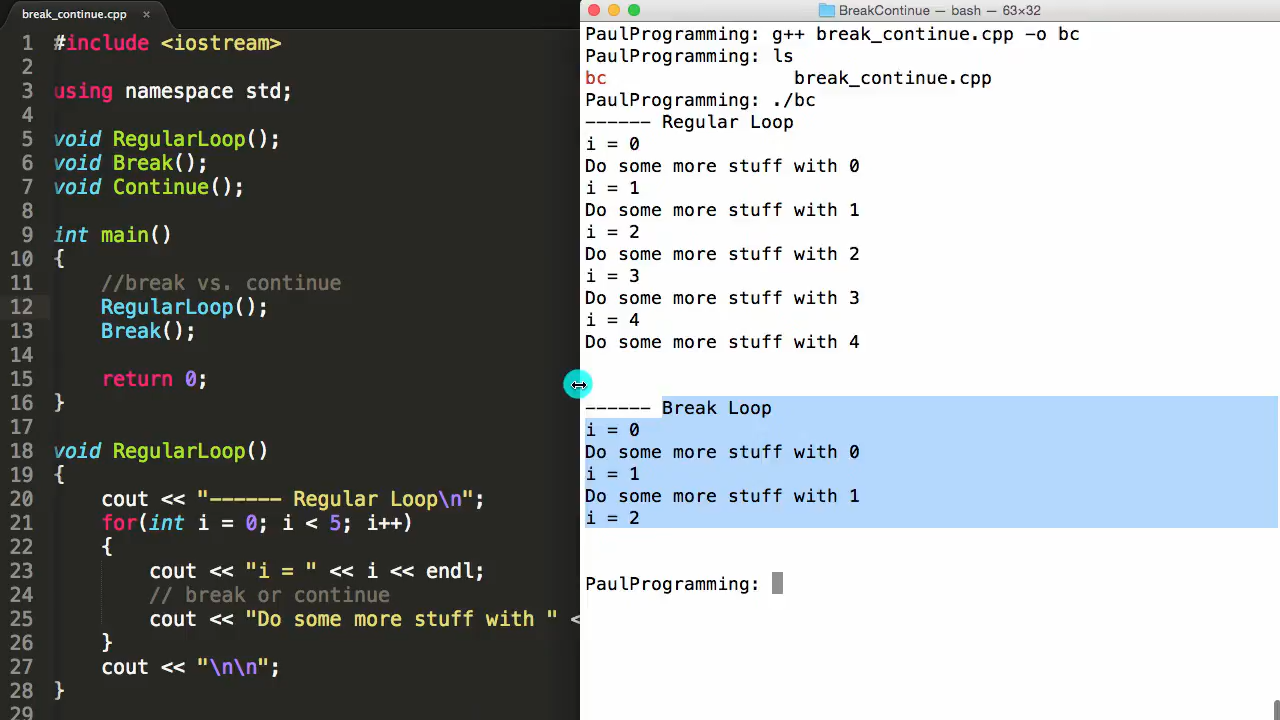 break_continue.cpp ×
1 #include <iostream>
2
3 using namespace std;
4
5 void RegularLoop();
6 void Break();
7 void Continue();
8
9 int main()
10 {
11 //break vs. continue
12 RegularLoop();
13 Break();
14
15 return 0;
16 }
17
18 void RegularLoop()
19 {
20 cout << "------ Regular Loop\n";
21 for(int i = 0; i < 5; i++)
22 {
23 cout << "i = " << i << endl;
24 // break or continue
25 cout << "Do some more stuff with " <
26 }
27 cout << "\n\n";
28 }
29
BreakContinue — bash — 63×32
PaulProgramming: g++ break_continue.cpp -o bc
PaulProgramming: ls
bc break_continue.cpp
PaulProgramming: ./bc
------ Regular Loop
i = 0
Do some more stuff with 0
i = 1
Do some more stuff with 1
i = 2
Do some more stuff with 2
i = 3
Do some more stuff with 3
i = 4
Do some more stuff with 4
------ Break Loop
i = 0
Do some more stuff with 0
i = 1
Do some more stuff with 1
i = 2
PaulProgramming: